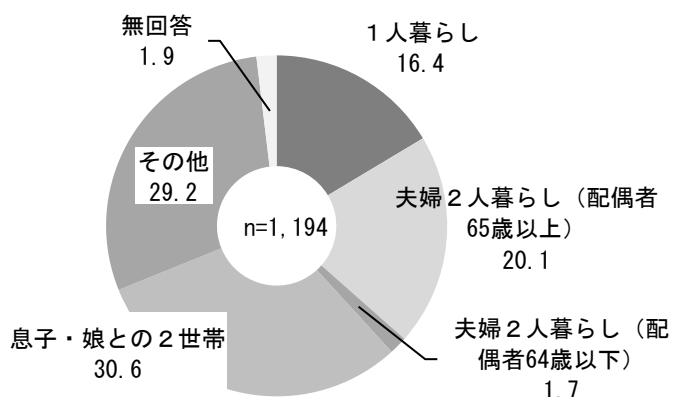 無回答
1.9
１人暮らし
16.4
その他
29.2
夫婦２人暮らし（配偶者
65歳以上）
20.1
n=1,194
息子・娘との２世帯
30.6
夫婦２人暮らし（配
偶者64歳以下）
1.7